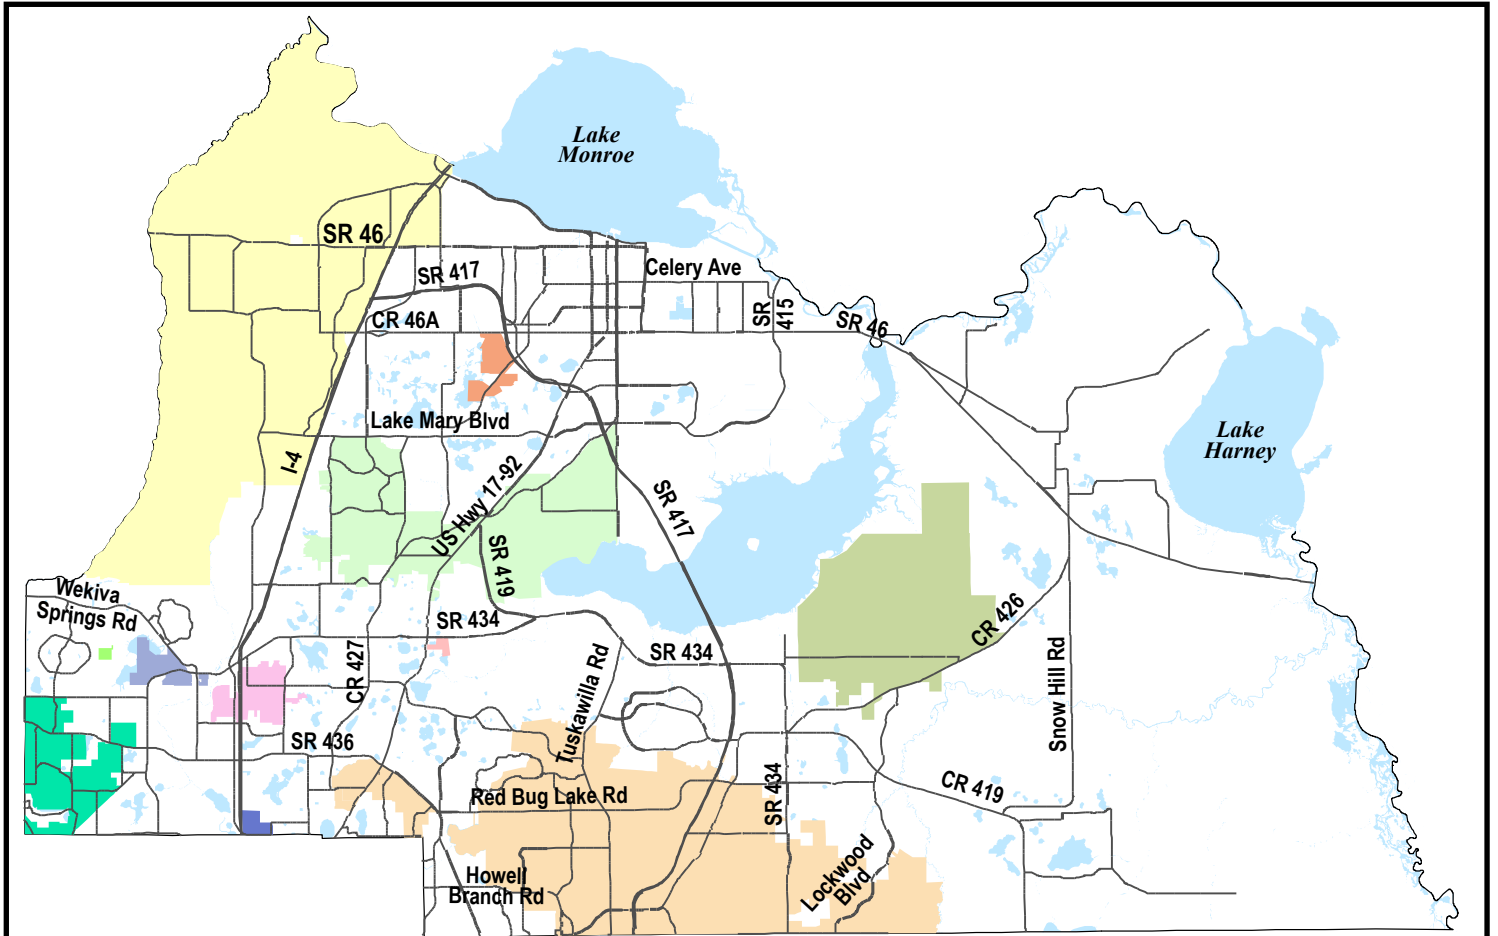 Lake
Monroe
SR 46
SR 417
Celery Ave
CR 46A
SR
415
SR 46
Lake Mary Blvd
Lake
Harney
I-4
US Hwy 17-92
SR 417
SR 419
Wekiva
Springs Rd
SR 434
CR 426
CR 427
SR 434
Tuskawilla Rd
Snow Hill Rd
SR 436
Red Bug Lake Rd
SR 434
CR 419
Howell
Branch Rd
Lockwood
Blvd